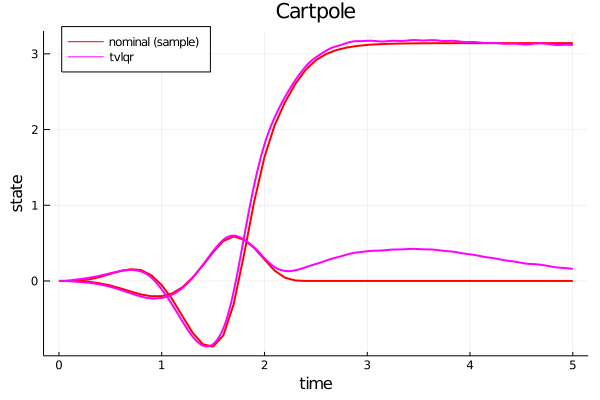 Cartpole
nominal (sample)
tvlqr
state
3
2
1
0
0 1 2 3 4 5
time